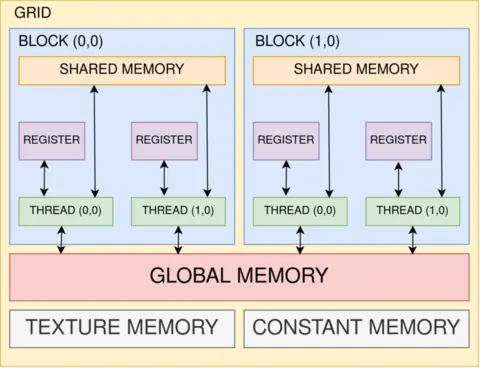 GRID
BLOCK (0,0)
SHARED MEMORY
REGISTER
REGISTER
THREAD (0,0)
THREAD (1,0)
BLOCK (1,0)
SHARED MEMORY
REGISTER
REGISTER
THREAD (0,0)
THREAD (1,0)
GLOBAL MEMORY
TEXTURE MEMORY
CONSTANT MEMORY